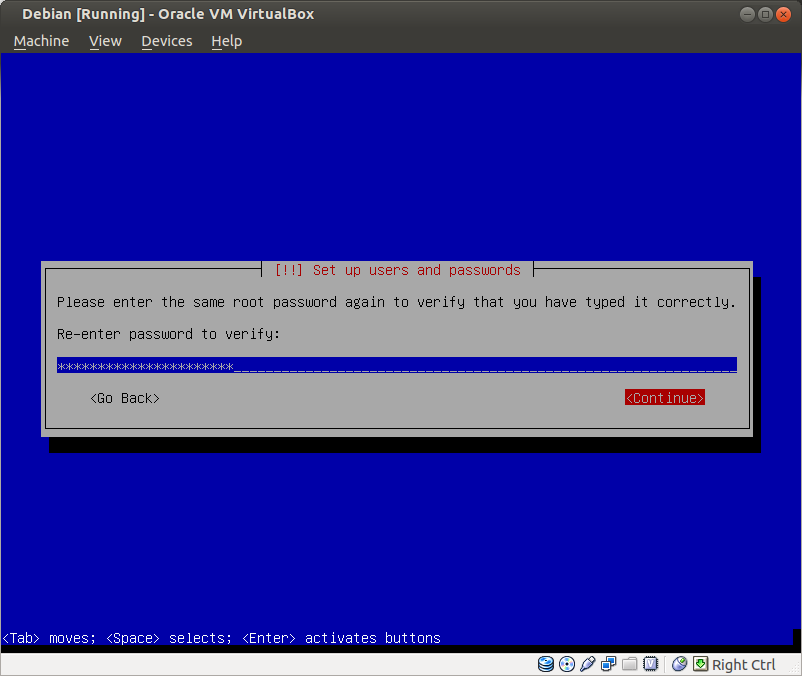 Debian [Running] - Oracle VM VirtualBox
Machine View Devices Help
[!!] Set up users and passwords
Please enter the same root password again to verify that you have typed it correctly.
Re-enter password to verify:
**********************
<Go Back> <Continue>
<Tab> moves; <Space> selects; <Enter> activates buttons
Right Ctrl